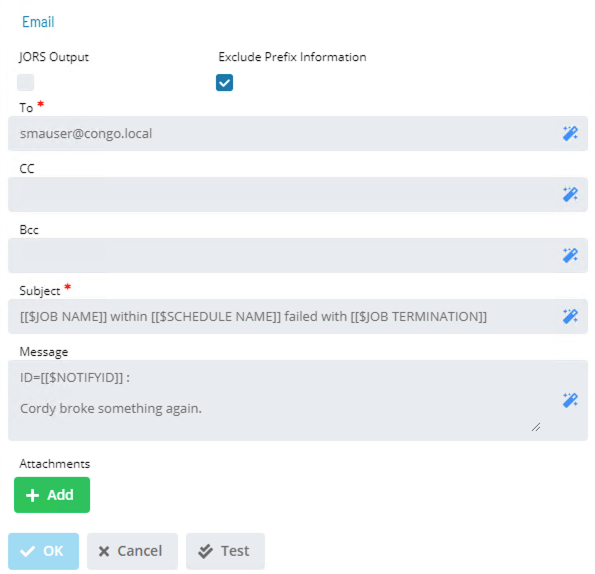 Email
JORS Output Exclude Prefix Information
To *
smauser@congo.local
CC
Bcc
Subject *
[[$JOB NAME]] within [[$SCHEDULE NAME]] failed with [[$JOB TERMINATION]]
Message
ID=[[$NOTIFYID]] :
Cordy broke something again.
Attachments
+ Add
OK Cancel Test